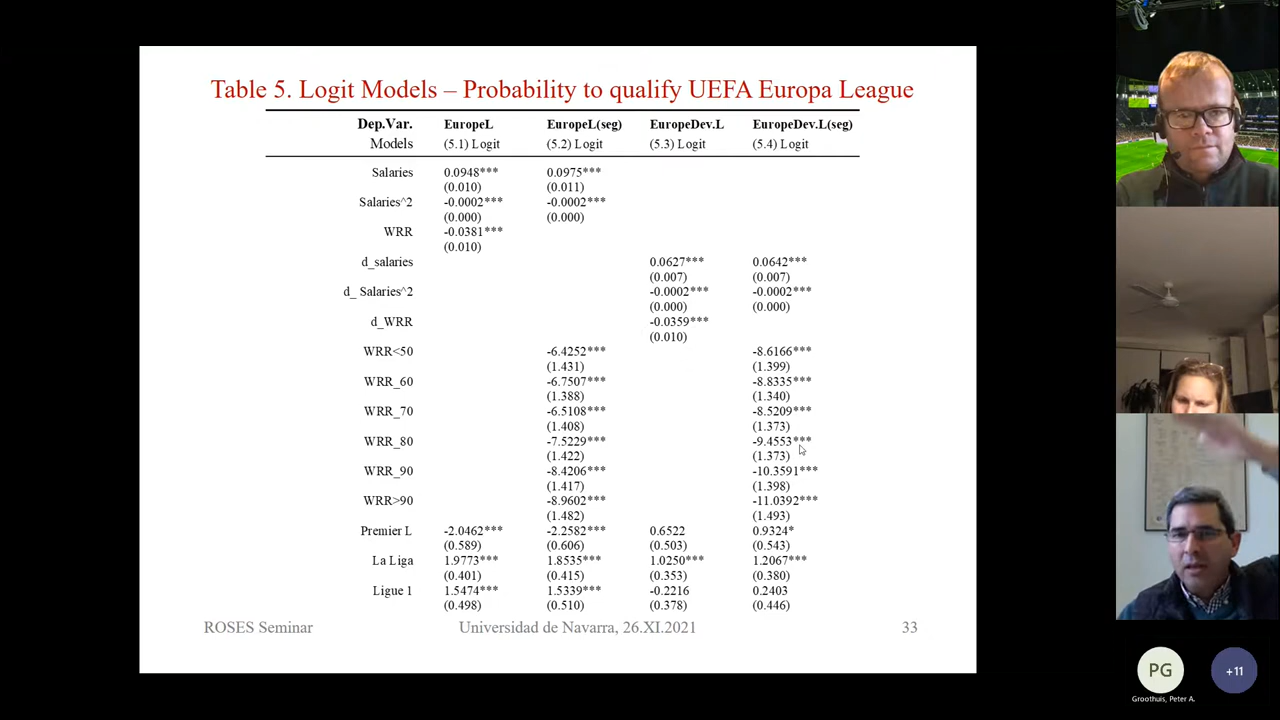 Table 5. Logit Models – Probability to qualify UEFA Europa League
Dep.Var. EuropeL EuropeL(seg) EuropeDev.L EuropeDev.L(seg)
Models (5.1) Logit (5.2) Logit (5.3) Logit (5.4) Logit
Salaries 0.0948*** 0.0975***
(0.010) (0.011)
Salaries^2 -0.0002*** -0.0002***
(0.000) (0.000)
WRR -0.0381***
(0.010)
d_salaries 0.0627*** 0.0642***
(0.007) (0.007)
d_ Salaries^2 -0.0002*** -0.0002***
(0.000) (0.000)
d_WRR -0.0359***
(0.010)
WRR<50 -6.4252*** -8.6166***
(1.431) (1.399)
WRR_60 -6.7507*** -8.8335***
(1.388) (1.340)
WRR_70 -6.5108*** -8.5209***
(1.408) (1.373)
WRR_80 -7.5229*** -9.4553***
(1.422) (1.373)
WRR_90 -8.4206*** -10.3591***
(1.417) (1.398)
WRR>90 -8.9602*** -11.0392***
(1.482) (1.493)
Premier L -2.0462*** -2.2582*** 0.6522 0.9324*
(0.589) (0.606) (0.503) (0.543)
La Liga 1.9773*** 1.8535*** 1.0250*** 1.2067***
(0.401) (0.415) (0.353) (0.380)
Ligue 1 1.5474*** 1.5339*** -0.2216 0.2403
(0.498) (0.510) (0.378) (0.446)
ROSES Seminar Universidad de Navarra, 26.XI.2021 33
PG +11
Groothuis, Peter A.